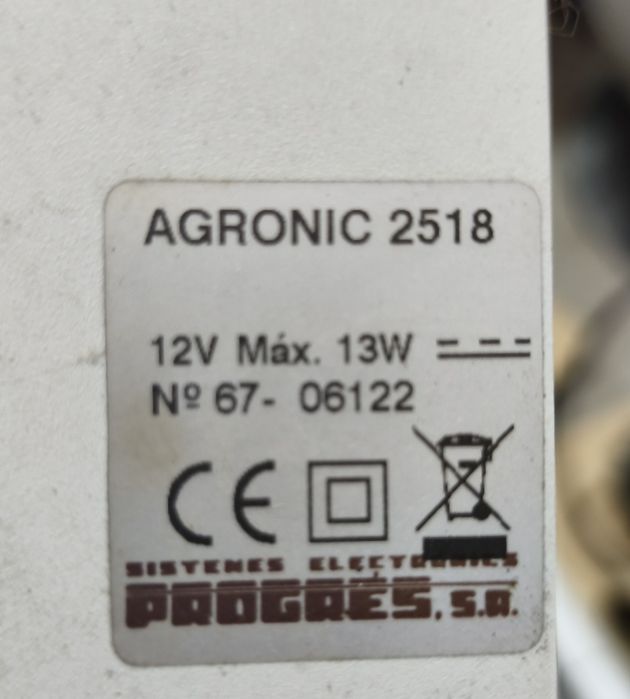 AGRONIC 2518
12V Máx. 13W
Nº 67- 06122
CE
SISTEMES ELECTRÒNICS
PROGRÉS, S.A.